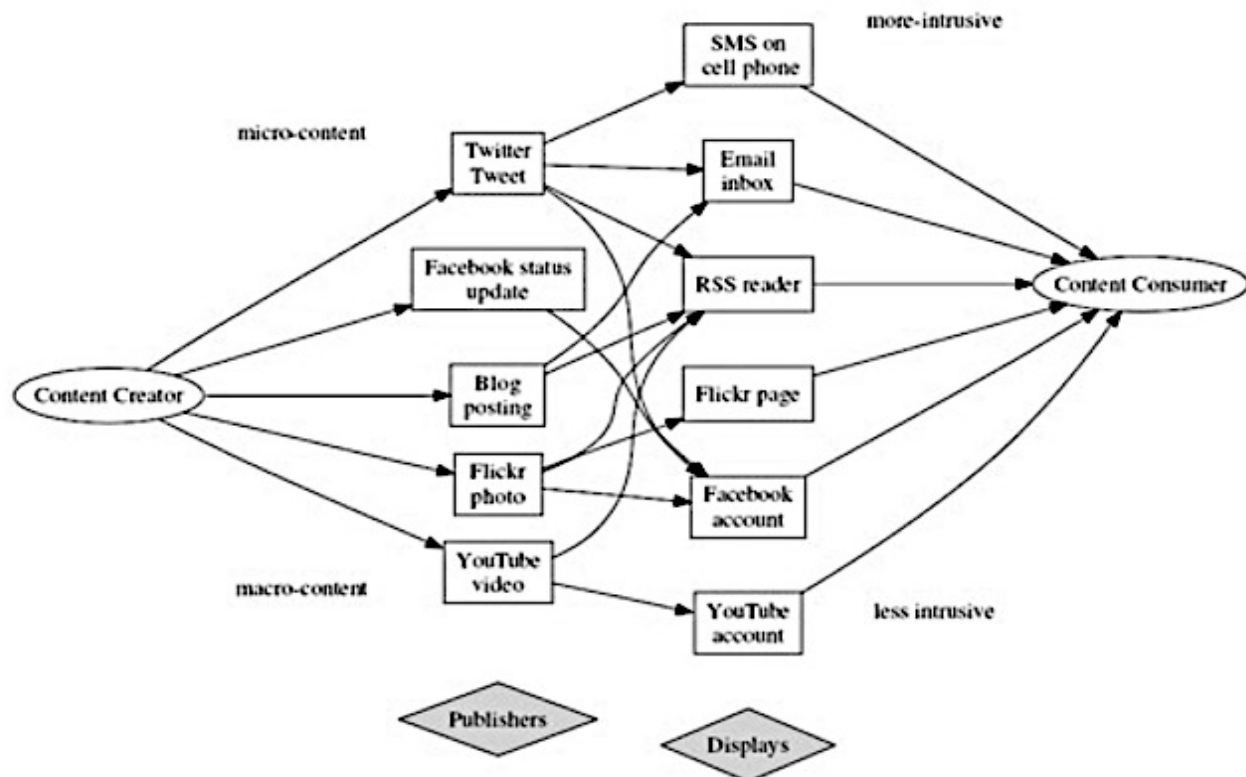 more-intrusive
SMS on
cell phone
micro-content
Twitter
Tweet
Email
inbox
Facebook status
update
RSS reader
Content Consumer
Content Creator
Blog
posting
Flickr page
Flickr
photo
Facebook
account
YouTube
video
macro-content
YouTube
account
less intrusive
Publishers
Displays